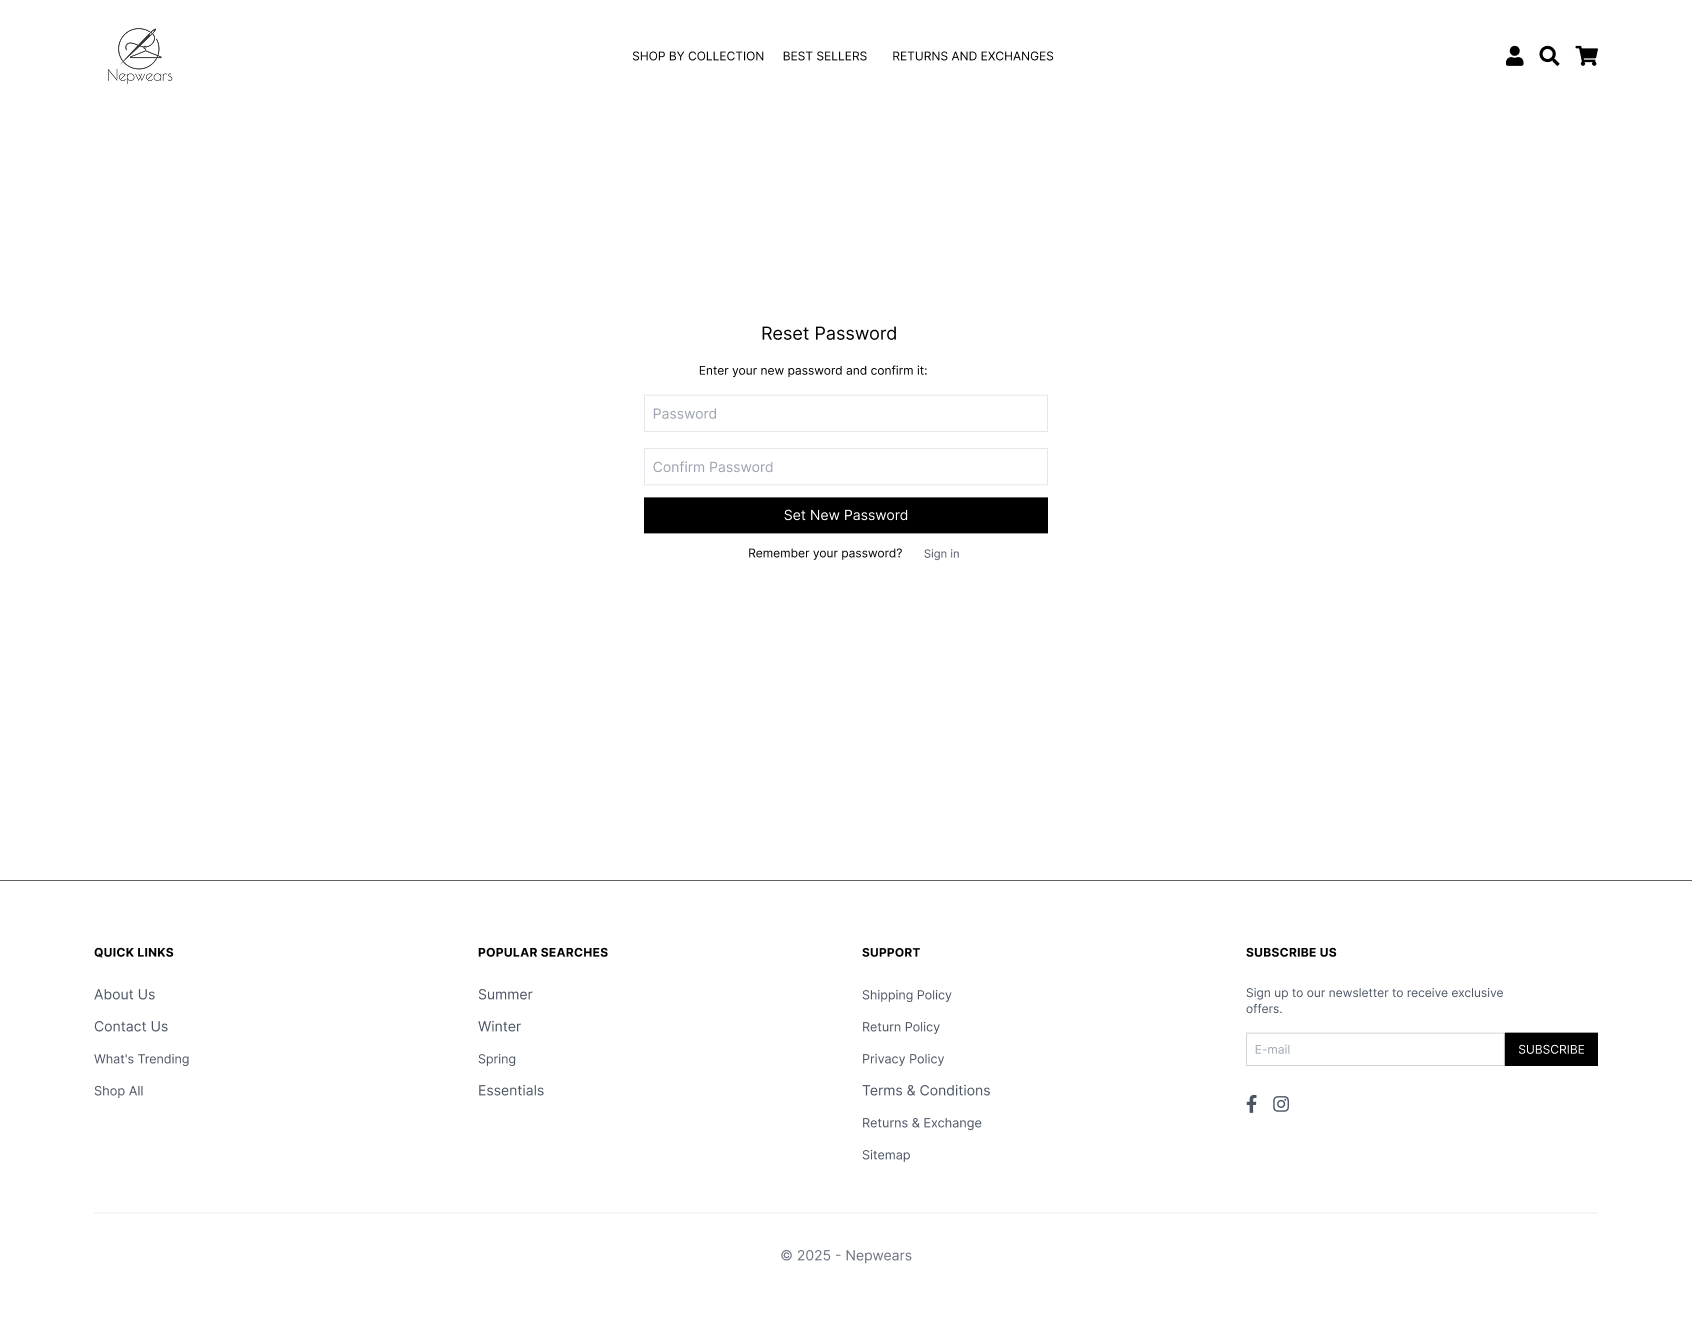 Nepwears
SHOP BY COLLECTION BEST SELLERS RETURNS AND EXCHANGES
Reset Password
Enter your new password and confirm it:
Password
Confirm Password
Set New Password
Remember your password? Sign in
QUICK LINKS
About Us
Contact Us
What's Trending
Shop All
POPULAR SEARCHES
Summer
Winter
Spring
Essentials
SUPPORT
Shipping Policy
Return Policy
Privacy Policy
Terms & Conditions
Returns & Exchange
Sitemap
SUBSCRIBE US
Sign up to our newsletter to receive exclusive
offers.
E-mail SUBSCRIBE
© 2025 - Nepwears